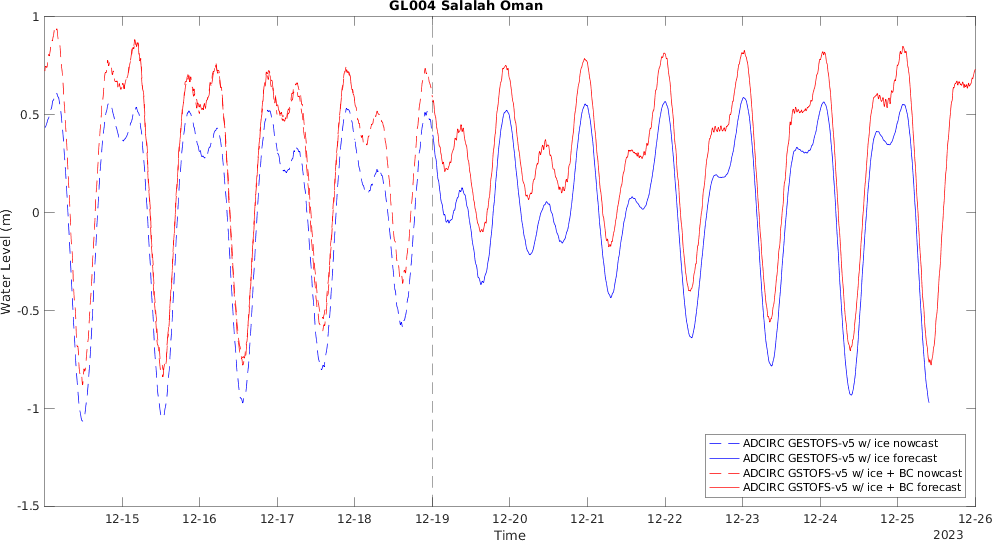 GL004 Salalah Oman
1
0.5
0
-0.5
-1
-1.5
Water Level (m)
12-15 12-16 12-17 12-18 12-19 12-20 12-21 12-22 12-23 12-24 12-25 12-26
Time
2023
ADCIRC GESTOFS-v5 w/ ice nowcast
ADCIRC GESTOFS-v5 w/ ice forecast
ADCIRC GSTOFS-v5 w/ ice + BC nowcast
ADCIRC GSTOFS-v5 w/ ice + BC forecast